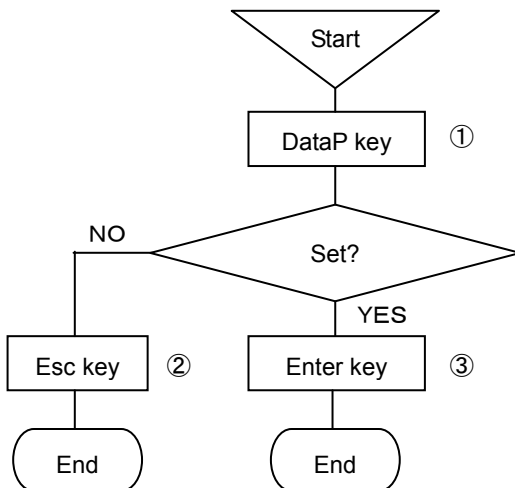 Start
DataP key ①
NO
Set?
YES
Esc key ② Enter key ③
End End